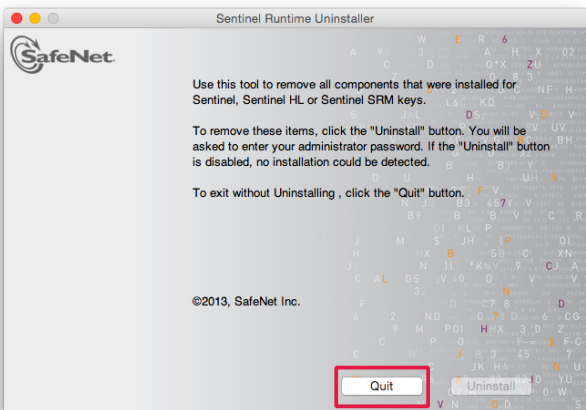 Sentinel Runtime Uninstaller
SafeNet.
Use this tool to remove all components that were installed for
Sentinel, Sentinel HL or Sentinel SRM keys.
To remove these items, click the "Uninstall" button. You will be
asked to enter your administrator password. If the "Uninstall" button
is disabled, no installation could be detected.
To exit without Uninstalling , click the "Quit" button.
©2013, SafeNet Inc.
Quit
Uninstall